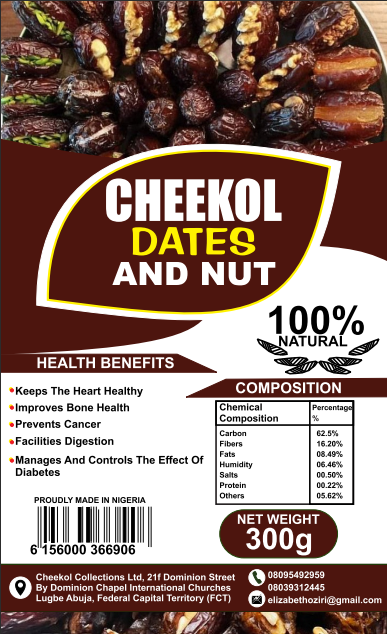 CHEEKOL
DATES
AND NUT
100%
NATURAL
HEALTH BENEFITS
Keeps The Heart Healthy
Improves Bone Health
Prevents Cancer
Facilities Digestion
Manages And Controls The Effect Of
Diabetes
COMPOSITION
Chemical Composition Percentage %
Carbon 62.5%
Fibers 16.20%
Fats 08.49%
Humidity 06.46%
Salts 00.50%
Protein 00.22%
Others 05.62%
PROUDLY MADE IN NIGERIA
6 156000 366906
NET WEIGHT
300g
Cheekol Collections Ltd, 21f Dominion Street
By Dominion Chapel International Churches
Lugbe Abuja, Federal Capital Territory (FCT)
08095492959
08039312445
elizabethoziri@gmail.com